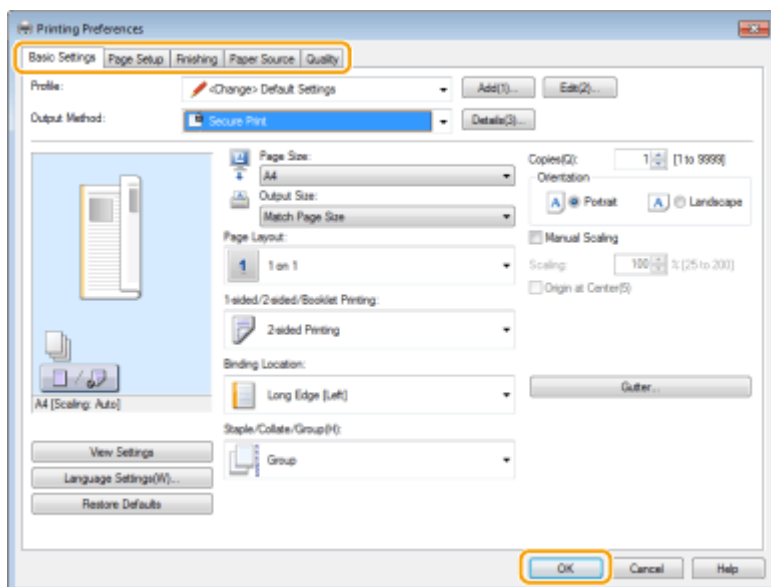 Printing Preferences
Basic Settings Page Setup Finishing Paper Source Quality
Profile: <Change> Default Settings Add(1)... Edit(2)...
Output Method: Secure Print Details(3)...
Page Size:
A4
Output Size:
Match Page Size
Page Layout:
1 1 on 1
1-sided/2-sided/Booklet Printing:
2-sided Printing
Binding Location:
Long Edge [Left]
Staple/Collate/Group(H):
Group
Copies(Q): 1 [1 to 9999]
Orientation
A Portrait A Landscape
Manual Scaling
Scaling: 100 % [25 to 200]
Origin at Center(5)
Gutter...
A4 [Scaling: Auto]
View Settings
Language Settings(W)...
Restore Defaults
OK Cancel Help